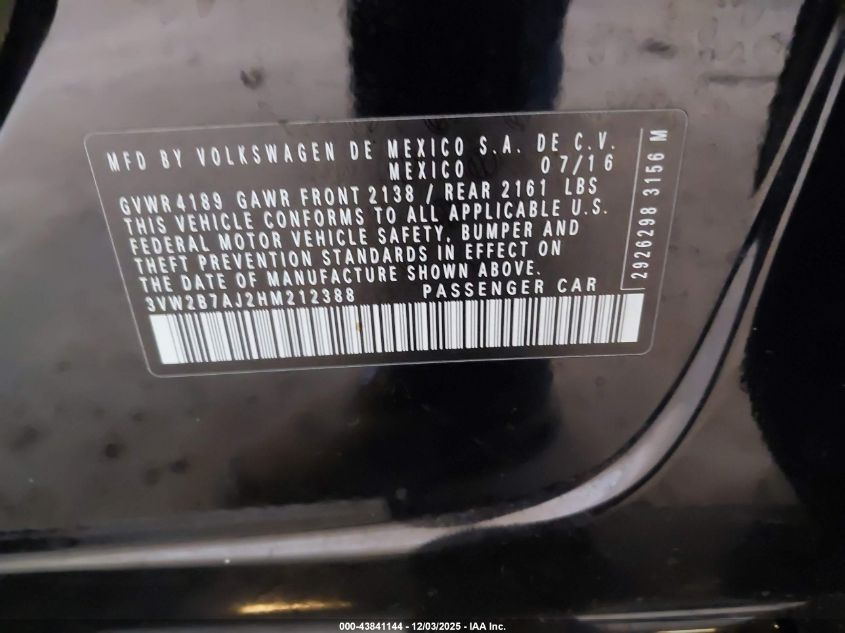 MFD BY VOLKSWAGEN DE MEXICO S.A. DE C.V.
MEXICO 07/16
GVWR4189 GAWR FRONT 2138 / REAR 2161 LBS
THIS VEHICLE CONFORMS TO ALL APPLICABLE U.S.
FEDERAL MOTOR VEHICLE SAFETY, BUMPER AND
THEFT PREVENTION STANDARDS IN EFFECT ON
THE DATE OF MANUFACTURE SHOWN ABOVE.
3VW2B7AJ2HM212388 PASSENGER CAR
2926298 3156 M
000-43841144 - 12/03/2025 - IAA Inc.